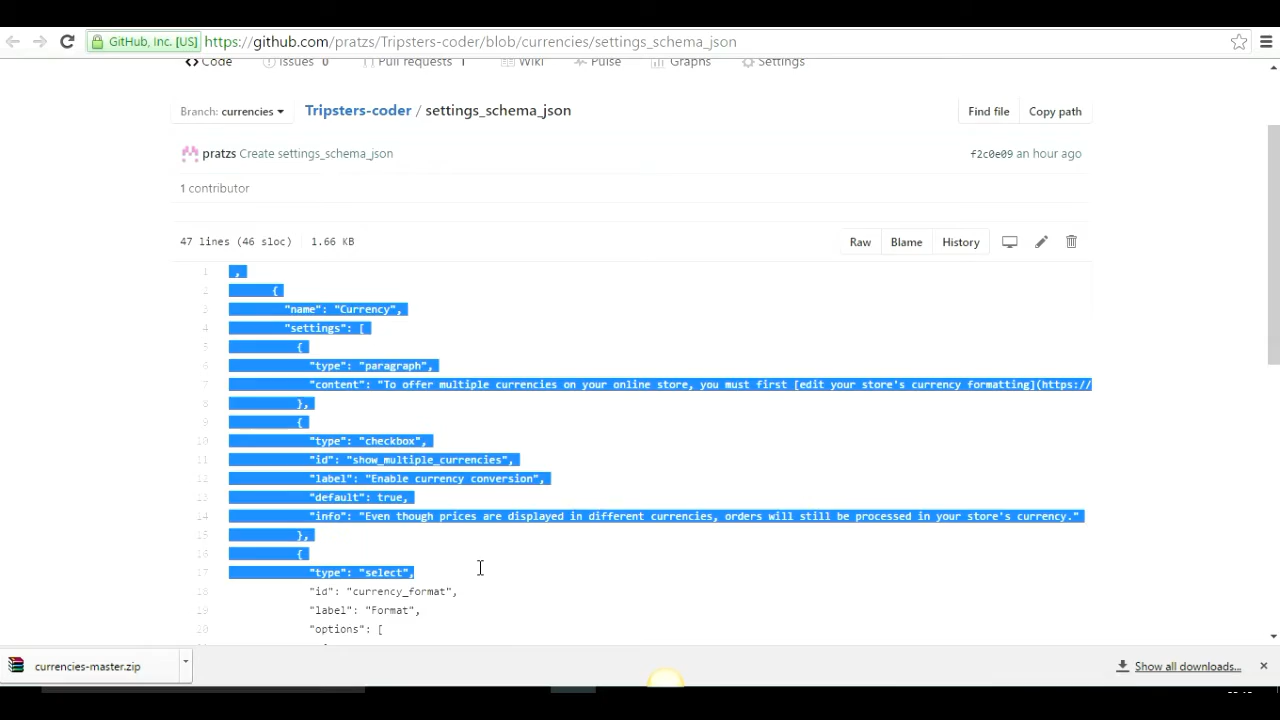 GitHub, Inc. [US] https://github.com/pratzs/Tripsters-coder/blob/currencies/settings_schema_json
Code Issues 0 Pull requests 1 Wiki Pulse Graphs Settings
Branch: currencies Tripsters-coder / settings_schema_json Find file Copy path
pratzs Create settings_schema_json f2c0e09 an hour ago
1 contributor
47 lines (46 sloc) 1.66 KB Raw Blame History
1 ,
2 {
3 "name": "Currency",
4 "settings": [
5 {
6 "type": "paragraph",
7 "content": "To offer multiple currencies on your online store, you must first [edit your store's currency formatting](https://
8 },
9 {
10 "type": "checkbox",
11 "id": "show_multiple_currencies",
12 "label": "Enable currency conversion",
13 "default": true,
14 "info": "Even though prices are displayed in different currencies, orders will still be processed in your store's currency."
15 },
16 {
17 "type": "select",
18 "id": "currency_format",
19 "label": "Format",
20 "options": [
currencies-master.zip Show all downloads...